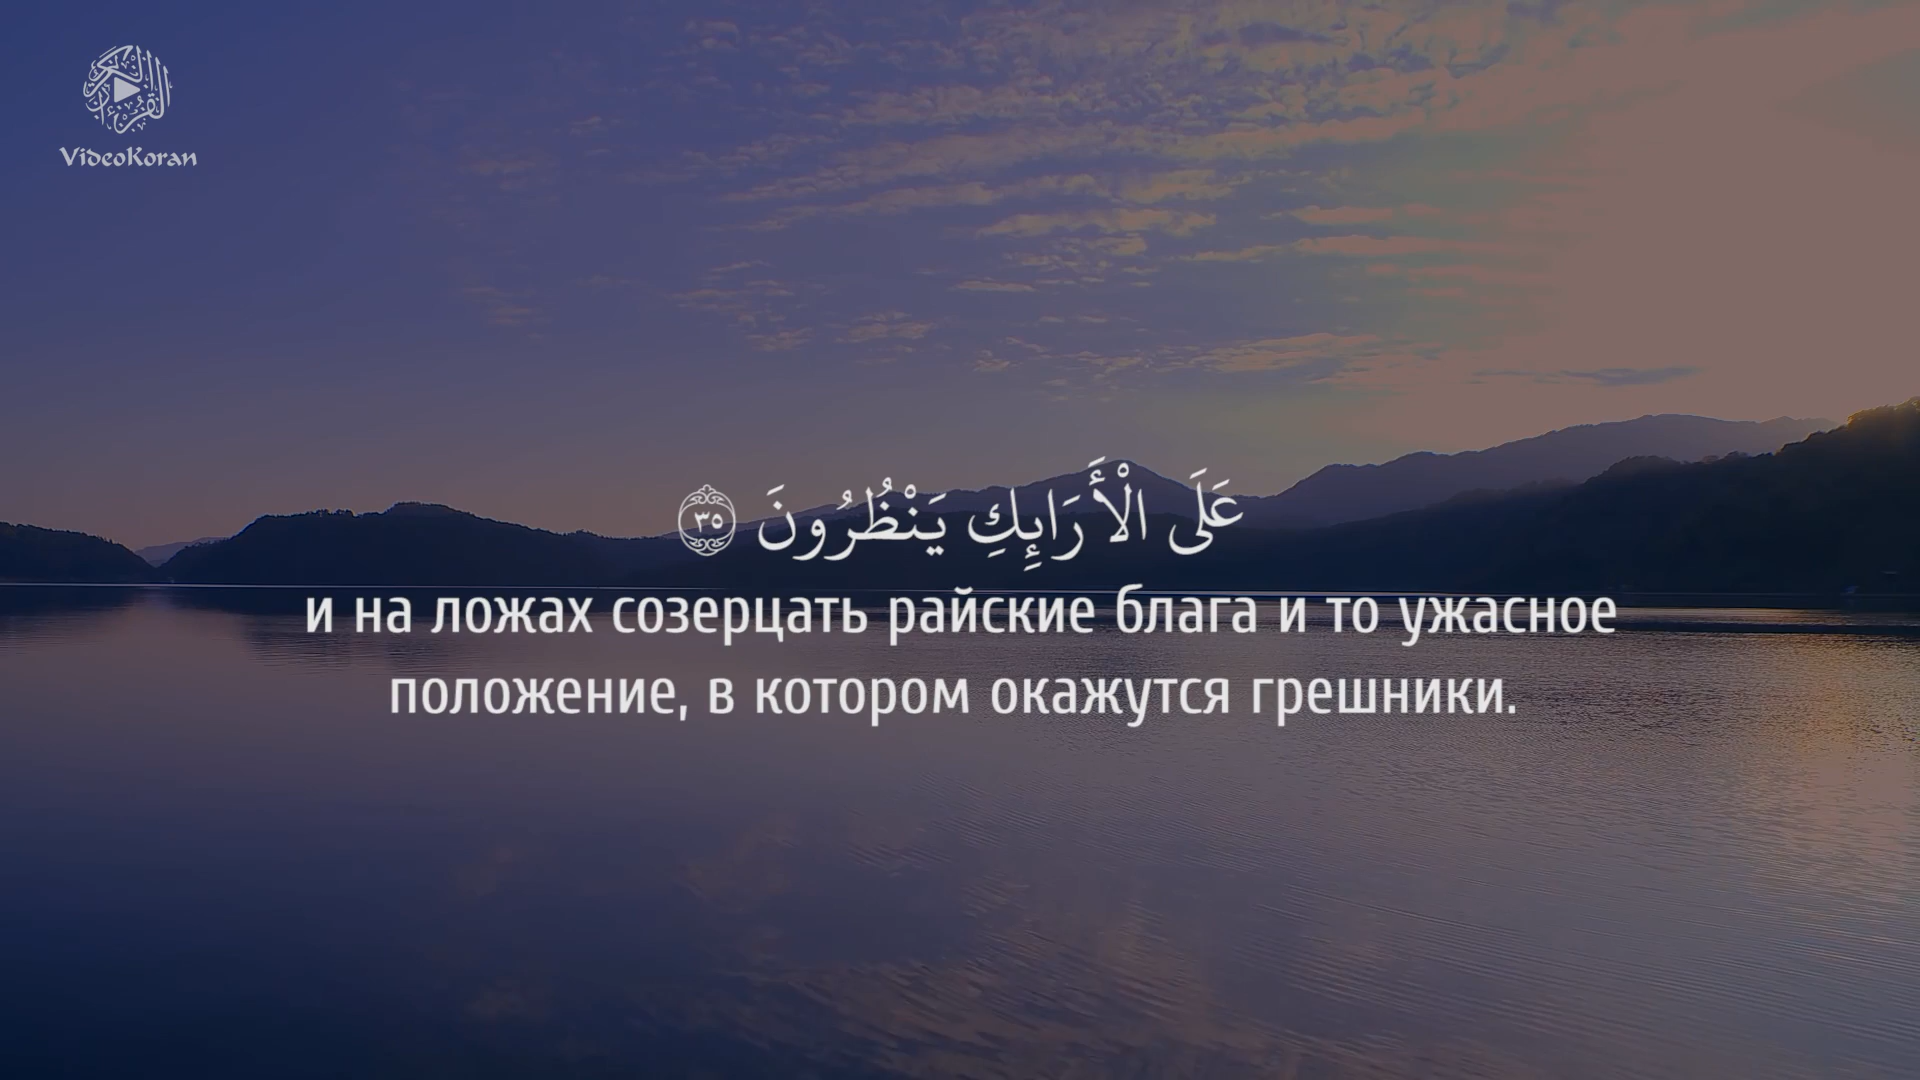 VideoKoran
عَلَى الْأَرَائِكِ يَنْظُرُونَ ٣٥
и на ложах созерцать райские блага и то ужасное
положение, в котором окажутся грешники.